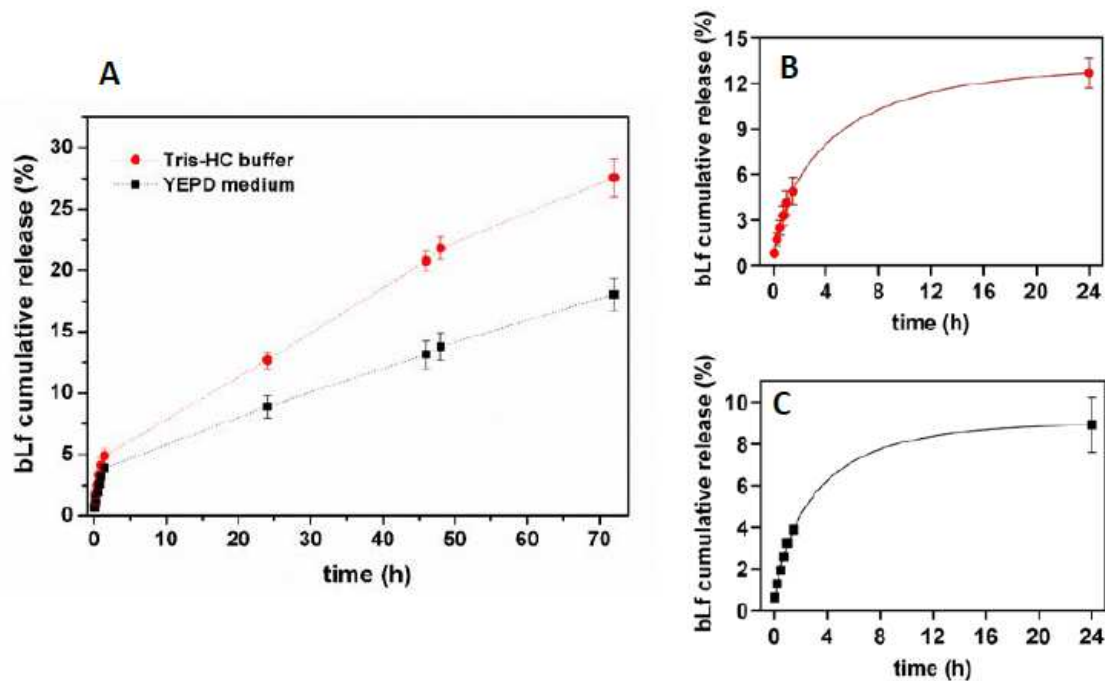 A
Tris-HC buffer
YEPD medium
bLf cumulative release (%)
30
25
20
15
10
5
0
0 10 20 30 40 50 60 70
time (h)
B
bLf cumulative release (%)
15
12
9
6
3
0
0 4 8 12 16 20 24
time (h)
C
bLf cumulative release (%)
10
8
6
4
2
0
0 4 8 12 16 20 24
time (h)